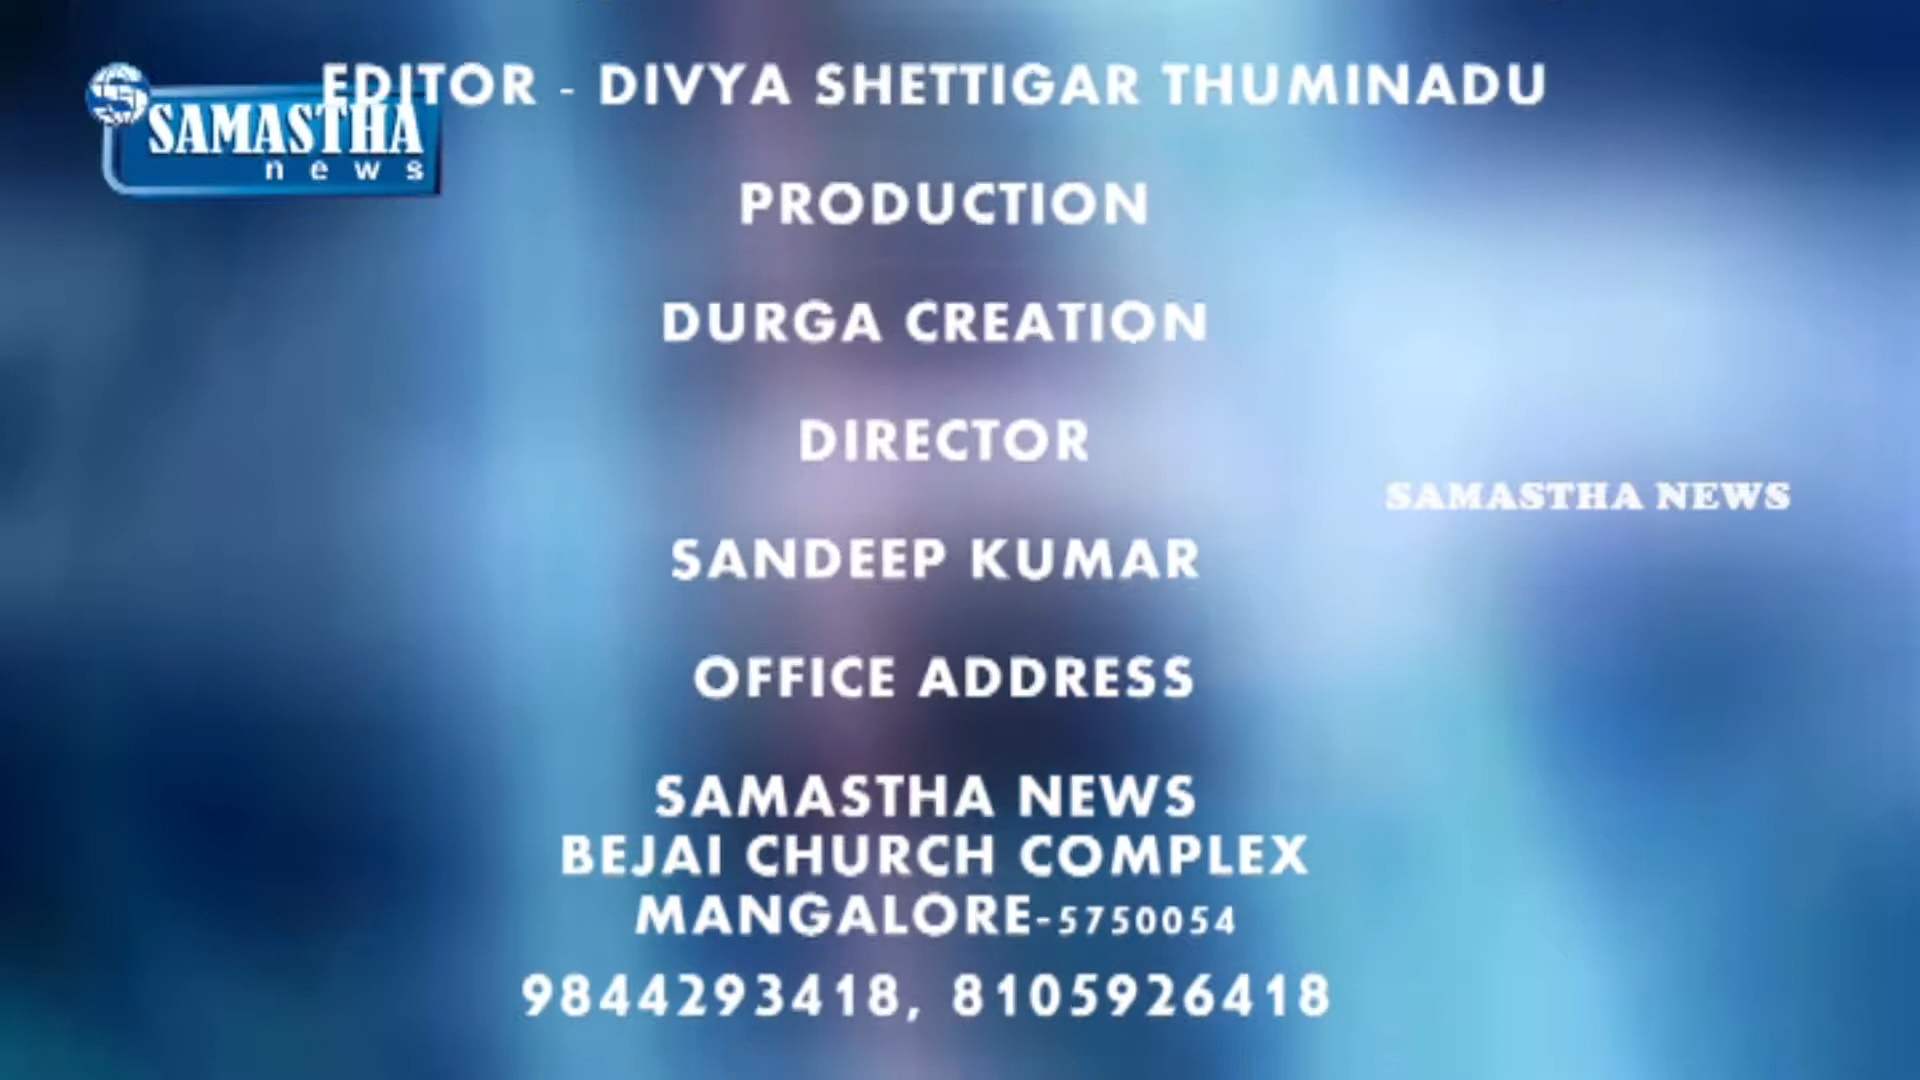 EDITOR - DIVYA SHETTIGAR THUMINADU
SAMASTHA
news
PRODUCTION
DURGA CREATION
DIRECTOR
SAMASTHA NEWS
SANDEEP KUMAR
OFFICE ADDRESS
SAMASTHA NEWS
BEJAI CHURCH COMPLEX
MANGALORE-5750054
9844293418, 8105926418